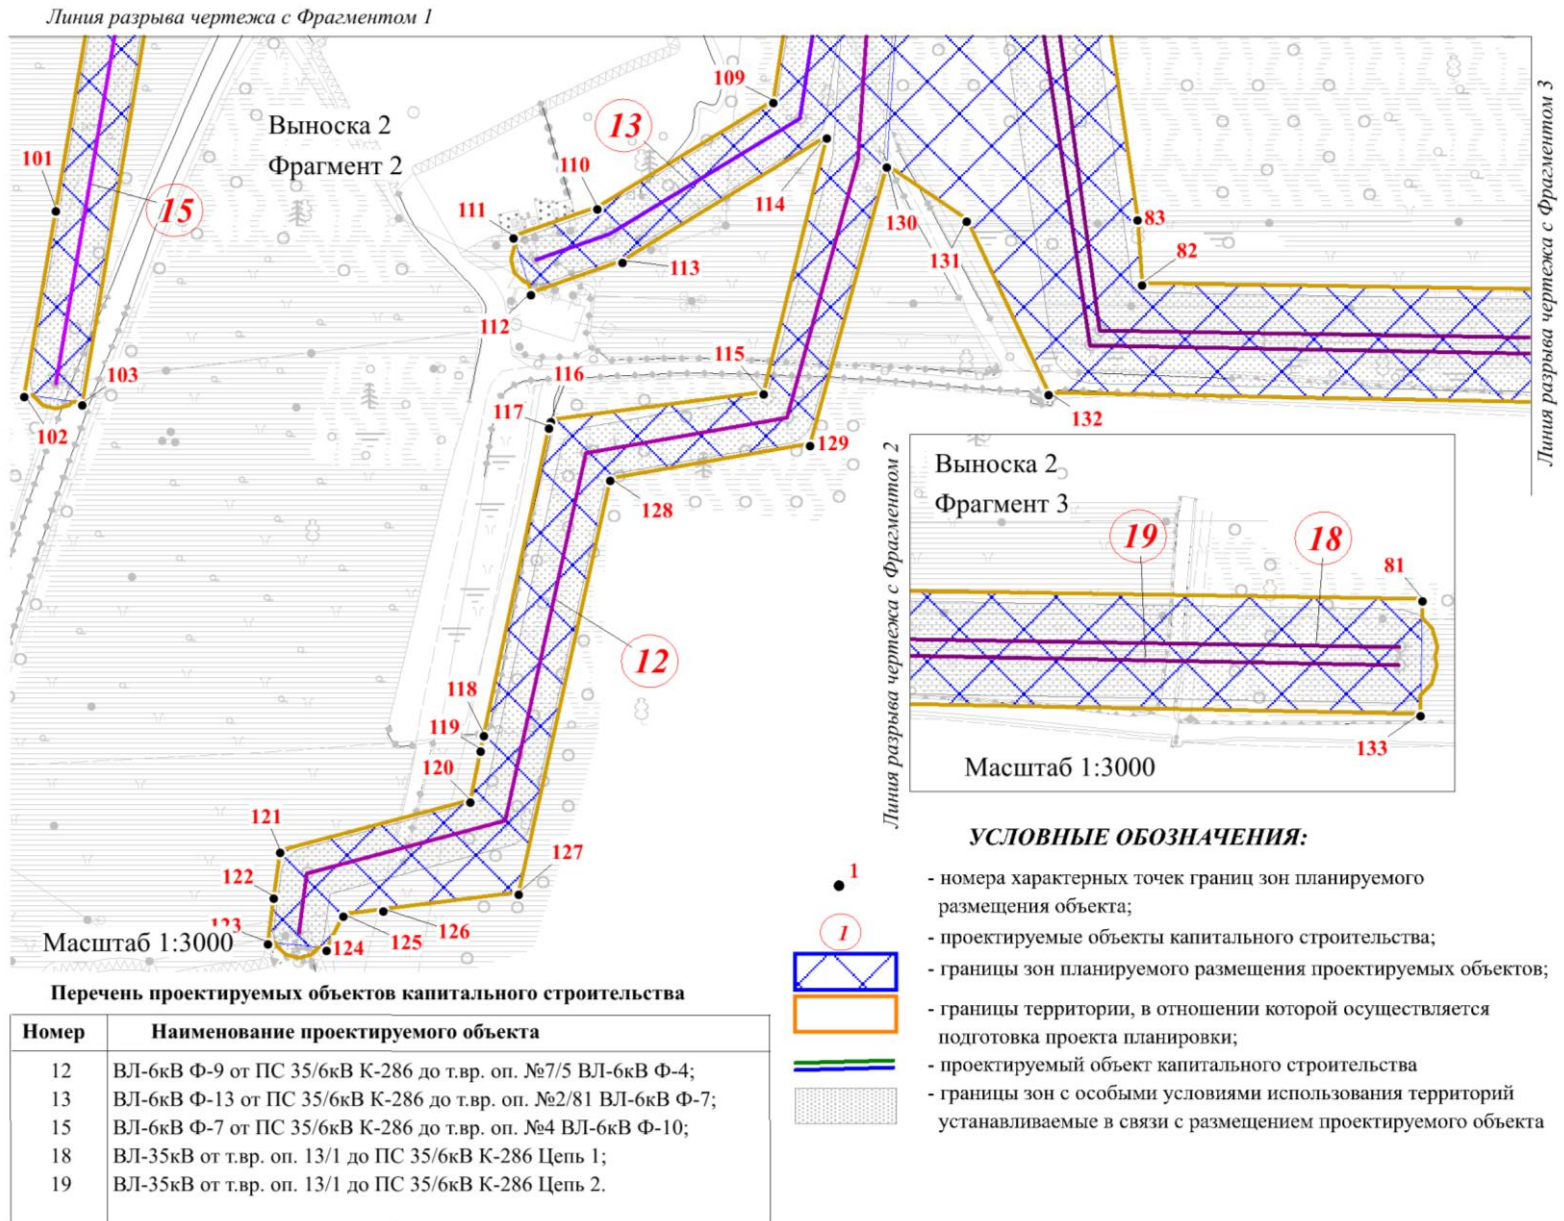 Линия разрыва чертежа с Фрагментом 1
Линия разрыва чертежа с Фрагментом 3
Выноска 2
Фрагмент 2
109
13
101
110
15
111
114
130
83
131
82
113
112
115
103
116
117
132
102
129
128
12
118
119
120
121
127
122
123
124
125
126
Масштаб 1:3000
Линия разрыва чертежа с Фрагментом 2
Выноска 2
Фрагмент 3
19
18
81
133
Масштаб 1:3000
УСЛОВНЫЕ ОБОЗНАЧЕНИЯ:
1
- номера характерных точек границ зон планируемого
размещения объекта;
1
- проектируемые объекты капитального строительства;
- границы зон планируемого размещения проектируемых объектов;
- границы территории, в отношении которой осуществляется
подготовка проекта планировки;
- проектируемый объект капитального строительства
- границы зон с особыми условиями использования территорий
устанавливаемые в связи с размещением проектируемого объекта
Перечень проектируемых объектов капитального строительства
Номер Наименование проектируемого объекта
12 ВЛ-6кВ Ф-9 от ПС 35/6кВ К-286 до т.вр. оп. №7/5 ВЛ-6кВ Ф-4;
13 ВЛ-6кВ Ф-13 от ПС 35/6кВ К-286 до т.вр. оп. №2/81 ВЛ-6кВ Ф-7;
15 ВЛ-6кВ Ф-7 от ПС 35/6кВ К-286 до т.вр. оп. №4 ВЛ-6кВ Ф-10;
18 ВЛ-35кВ от т.вр. оп. 13/1 до ПС 35/6кВ К-286 Цепь 1;
19 ВЛ-35кВ от т.вр. оп. 13/1 до ПС 35/6кВ К-286 Цепь 2.